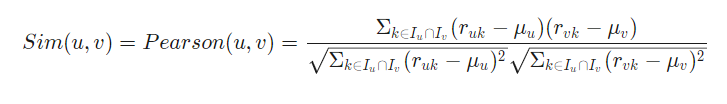 Sim(u, v) = Pearson(u, v) = \frac{\Sigma_{k \in I_u \cap I_v}(r_{uk} - \mu_u)(r_{vk} - \mu_v)}{\sqrt{\Sigma_{k \in I_u \cap I_v}(r_{uk} - \mu_u)^2}\sqrt{\Sigma_{k \in I_u \cap I_v}(r_{vk} - \mu_v)^2}}